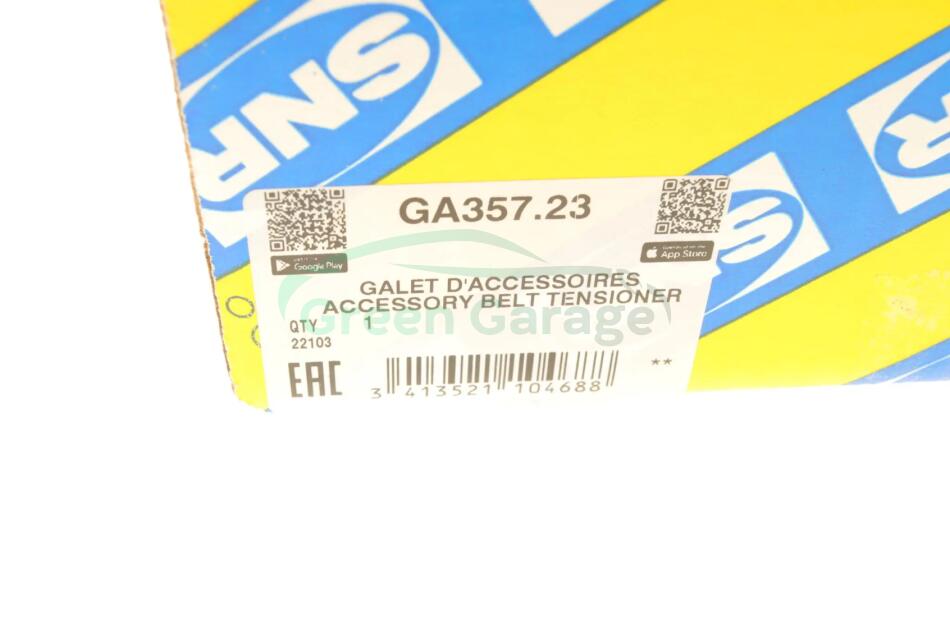 SNR
GA357.23
Google Play
App Store
GALET D'ACCESSOIRES
ACCESSORY BELT TENSIONER
Green Garage
QTY 1
22103
EAC
**
3 413521 104688